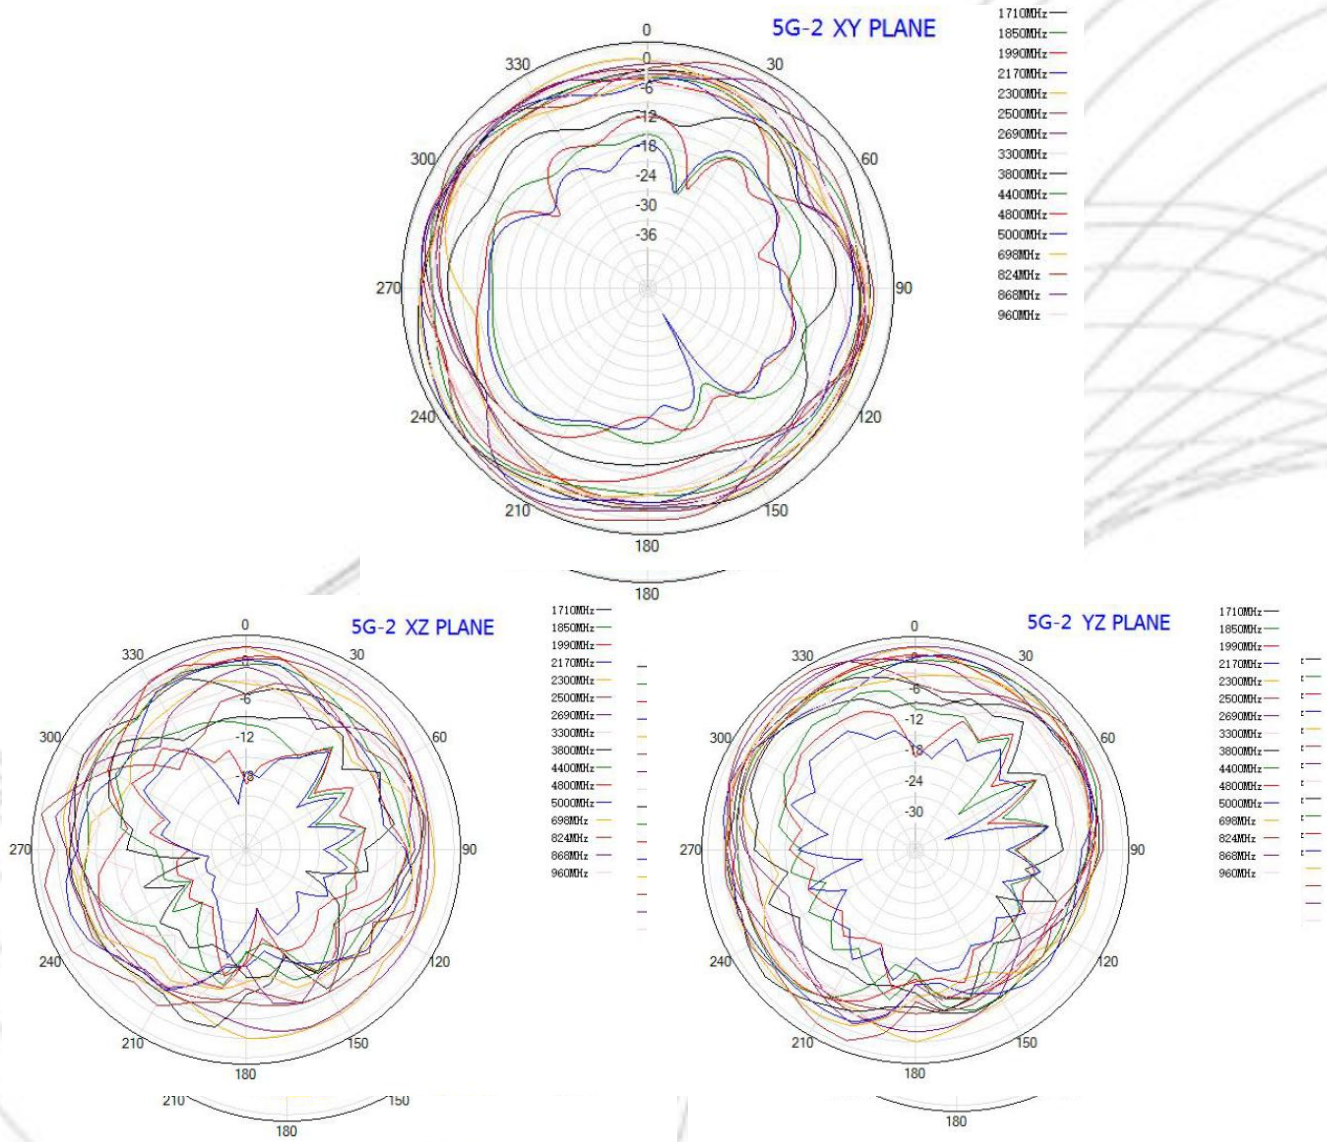 5G-2 XY PLANE
0
30
60
90
120
150
180
210
240
270
300
330
0
-6
-12
-18
-24
-30
-36
1710MHz
1850MHz
1990MHz
2170MHz
2300MHz
2500MHz
2690MHz
3300MHz
3800MHz
4400MHz
4800MHz
5000MHz
698MHz
824MHz
868MHz
960MHz
180
5G-2 XZ PLANE
0
30
60
90
120
150
180
210
240
270
300
330
-6
-12
-18
1710MHz
1850MHz
1990MHz
2170MHz
2300MHz
2500MHz
2690MHz
3300MHz
3800MHz
4400MHz
4800MHz
5000MHz
698MHz
824MHz
868MHz
960MHz
210
150
180
5G-2 YZ PLANE
0
30
60
90
120
150
180
210
240
270
300
330
-6
-12
-18
-24
-30
1710MHz
1850MHz
1990MHz
2170MHz
2300MHz
2500MHz
2690MHz
3300MHz
3800MHz
4400MHz
4800MHz
5000MHz
698MHz
824MHz
868MHz
960MHz
180